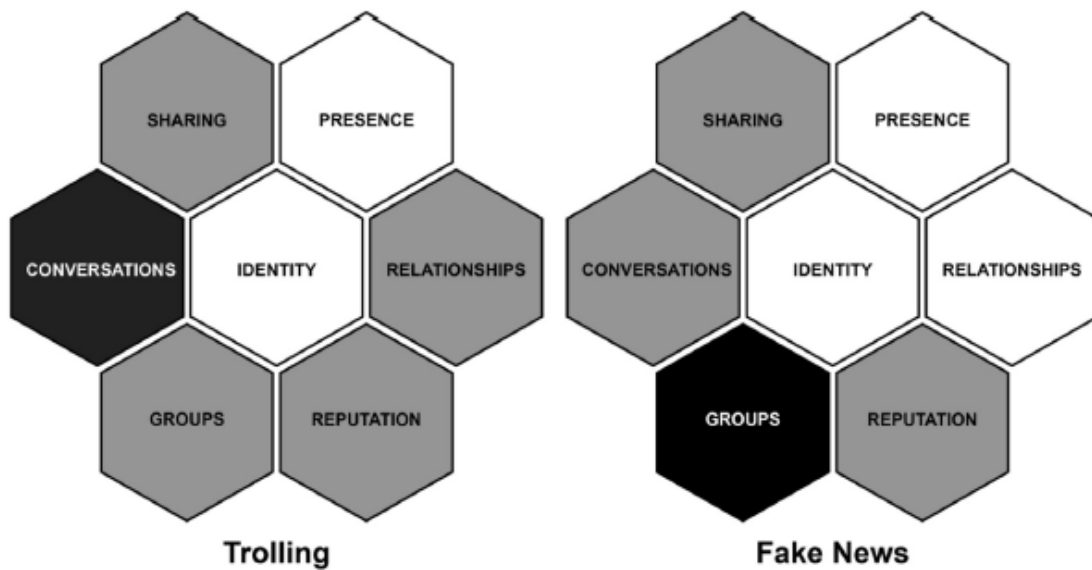 SHARING
PRESENCE
CONVERSATIONS
IDENTITY
RELATIONSHIPS
GROUPS
REPUTATION
Trolling
SHARING
PRESENCE
CONVERSATIONS
IDENTITY
RELATIONSHIPS
GROUPS
REPUTATION
Fake News